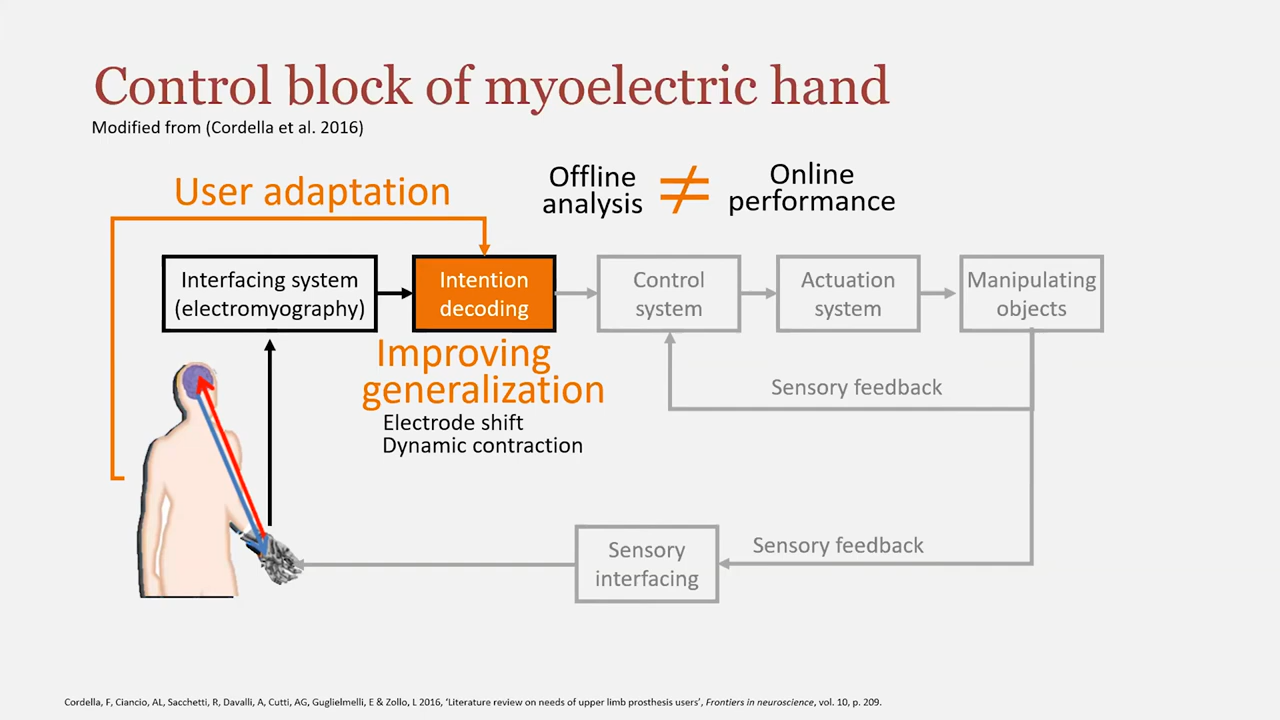 Control block of myoelectric hand
Modified from (Cordella et al. 2016)
User adaptation
Offline
analysis
≠
Online
performance
Interfacing system
(electromyography)
Intention
decoding
Control
system
Actuation
system
Manipulating
objects
Improving
generalization
Electrode shift
Dynamic contraction
Sensory feedback
Sensory
interfacing
Sensory feedback
Cordella, F, Ciancio, AL, Sacchetti, R, Davalli, A, Cutti, AG, Guglielmelli, E & Zollo, L 2016, ‘Literature review on needs of upper limb prosthesis users’, Frontiers in neuroscience, vol. 10, p. 209.